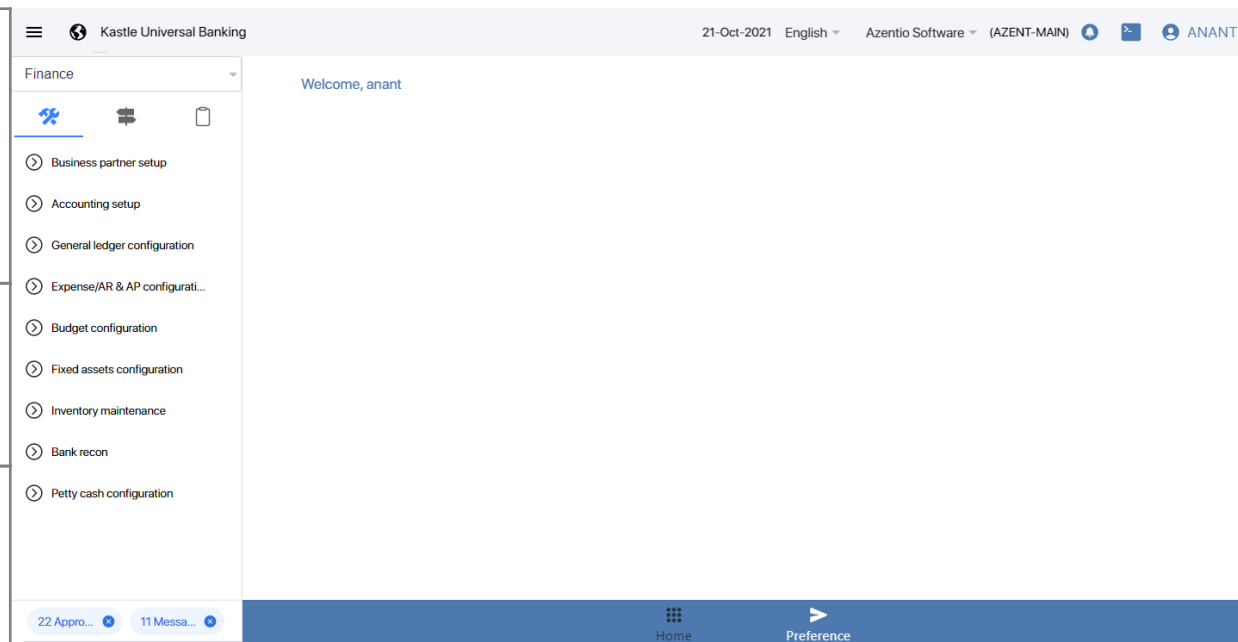 Kastle Universal Banking
21-Oct-2021 English Azentio Software (AZENT-MAIN) ANANT
Finance
Welcome, anant
Business partner setup
Accounting setup
General ledger configuration
Expense/AR & AP configurati...
Budget configuration
Fixed assets configuration
Inventory maintenance
Bank recon
Petty cash configuration
22 Appro... 11 Messa...
Home Preference